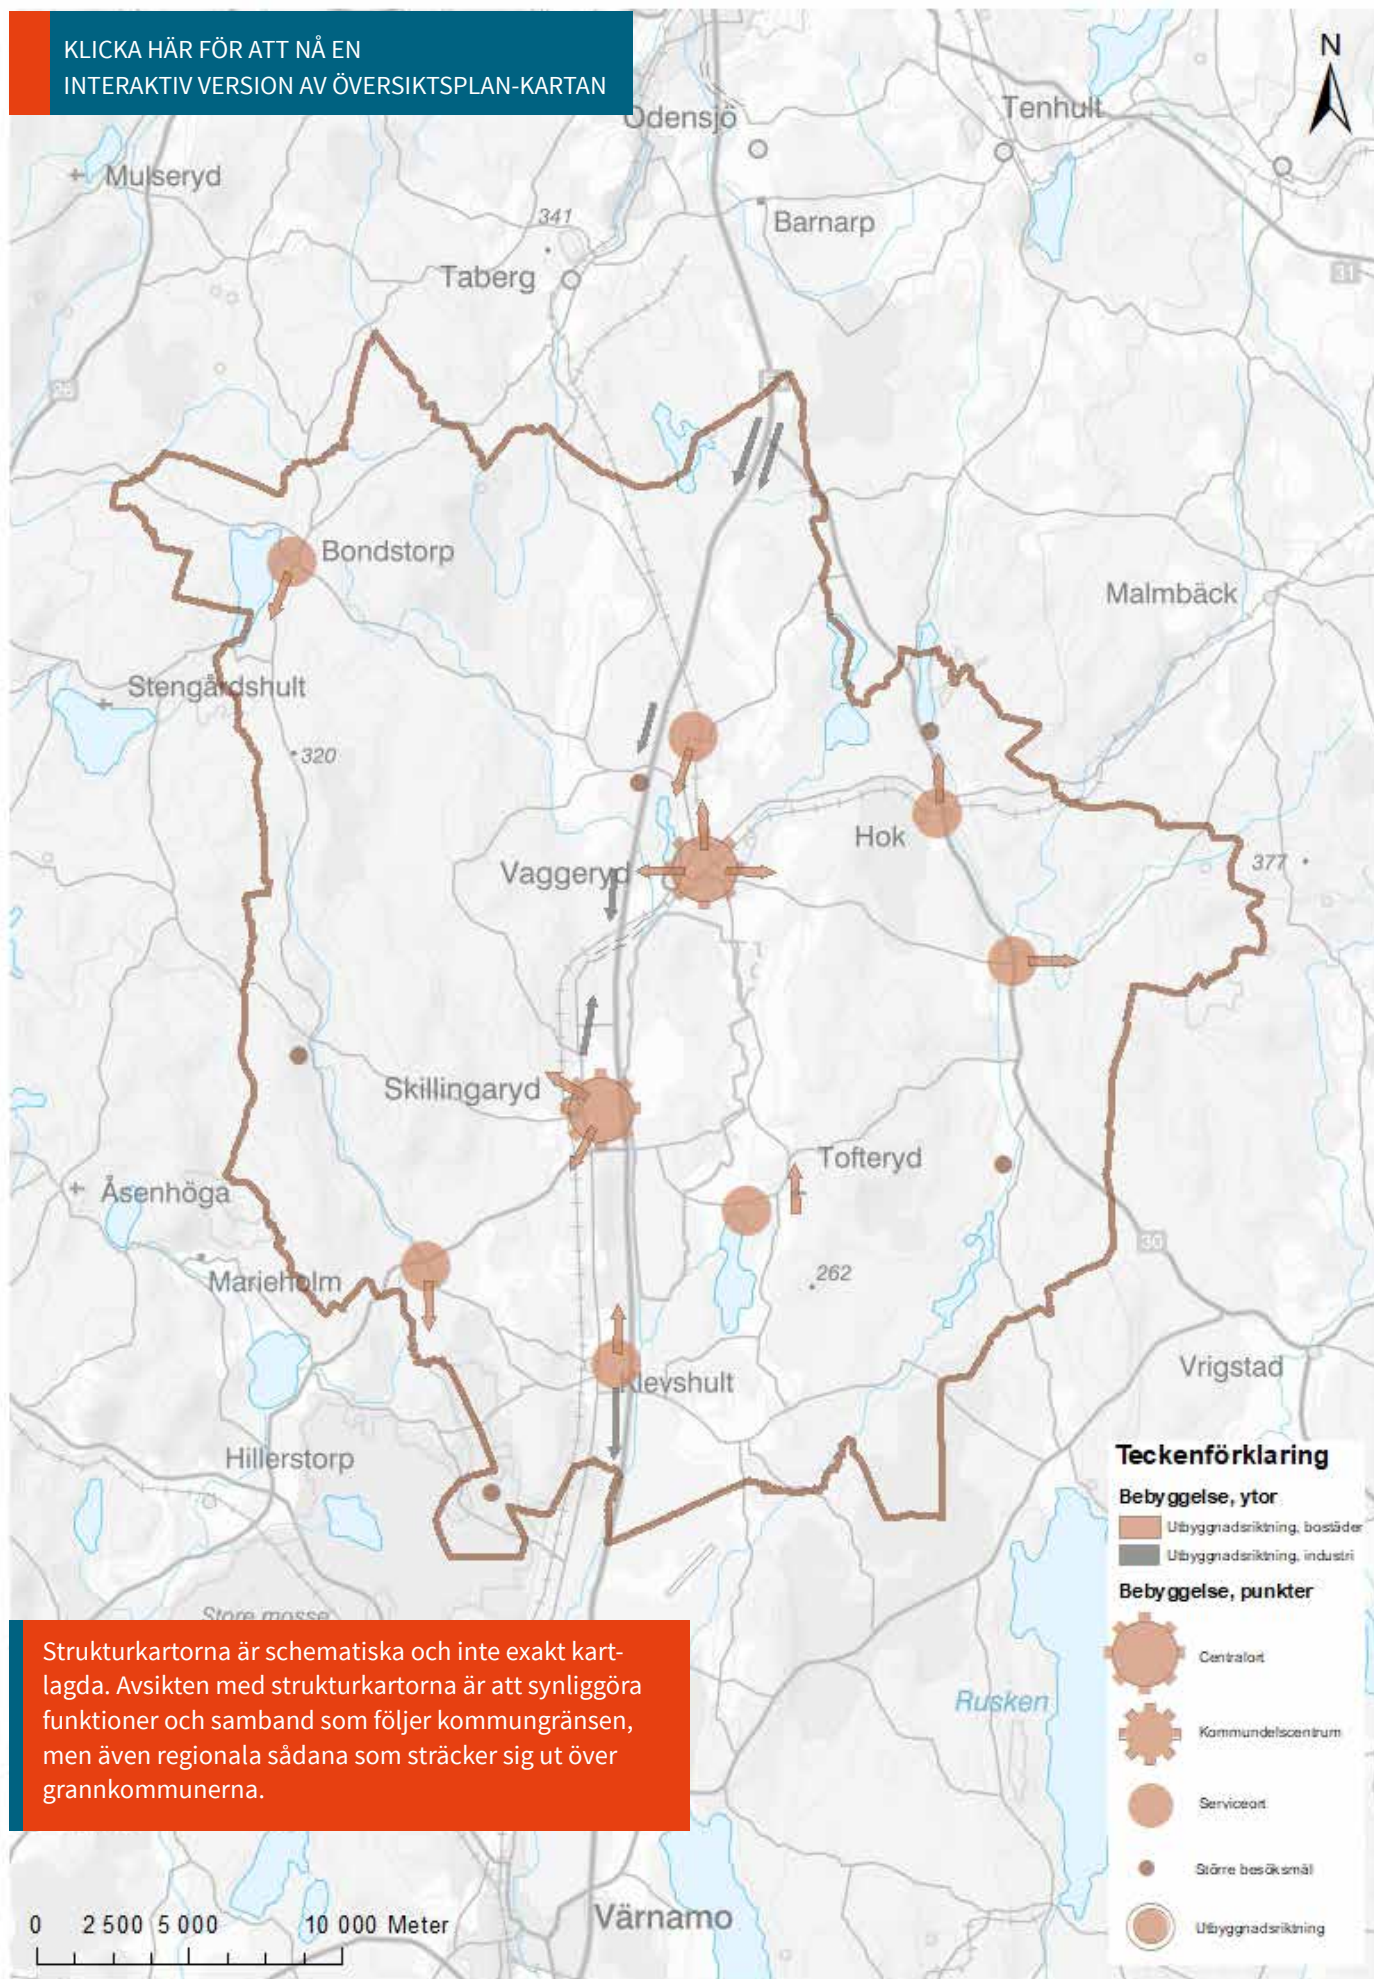 KLICKA HÄR FÖR ATT NÅ EN
INTERAKTIV VERSION AV ÖVERSIKTSPLAN-KARTAN
N
Odensjö
Tenhult
Mulseryd
341
Barnarp
Taberg
31
26
Bondstorp
Malmbäck
Stengårdshult
320
Hok
Vaggeryd
377
Skillingaryd
Tofteryd
Åsenhöga
30
Marieholm
262
Vrigstad
Klevshult
Hillerstorp
Teckenförklaring
Bebyggelse, ytor
Utbyggnadsriktning, bostäder
Utbyggnadsriktning, industri
Bebyggelse, punkter
Centralort
Kommundelscentrum
Serviceort
Större besöksmål
Utbyggnadsriktning
Store mosse
Strukturkartorna är schematiska och inte exakt kart-
lagda. Avsikten med strukturkartorna är att synliggöra
funktioner och samband som följer kommungränsen,
men även regionala sådana som sträcker sig ut över
grannkommunerna.
Rusken
Värnamo
0 2 500 5 000 10 000 Meter